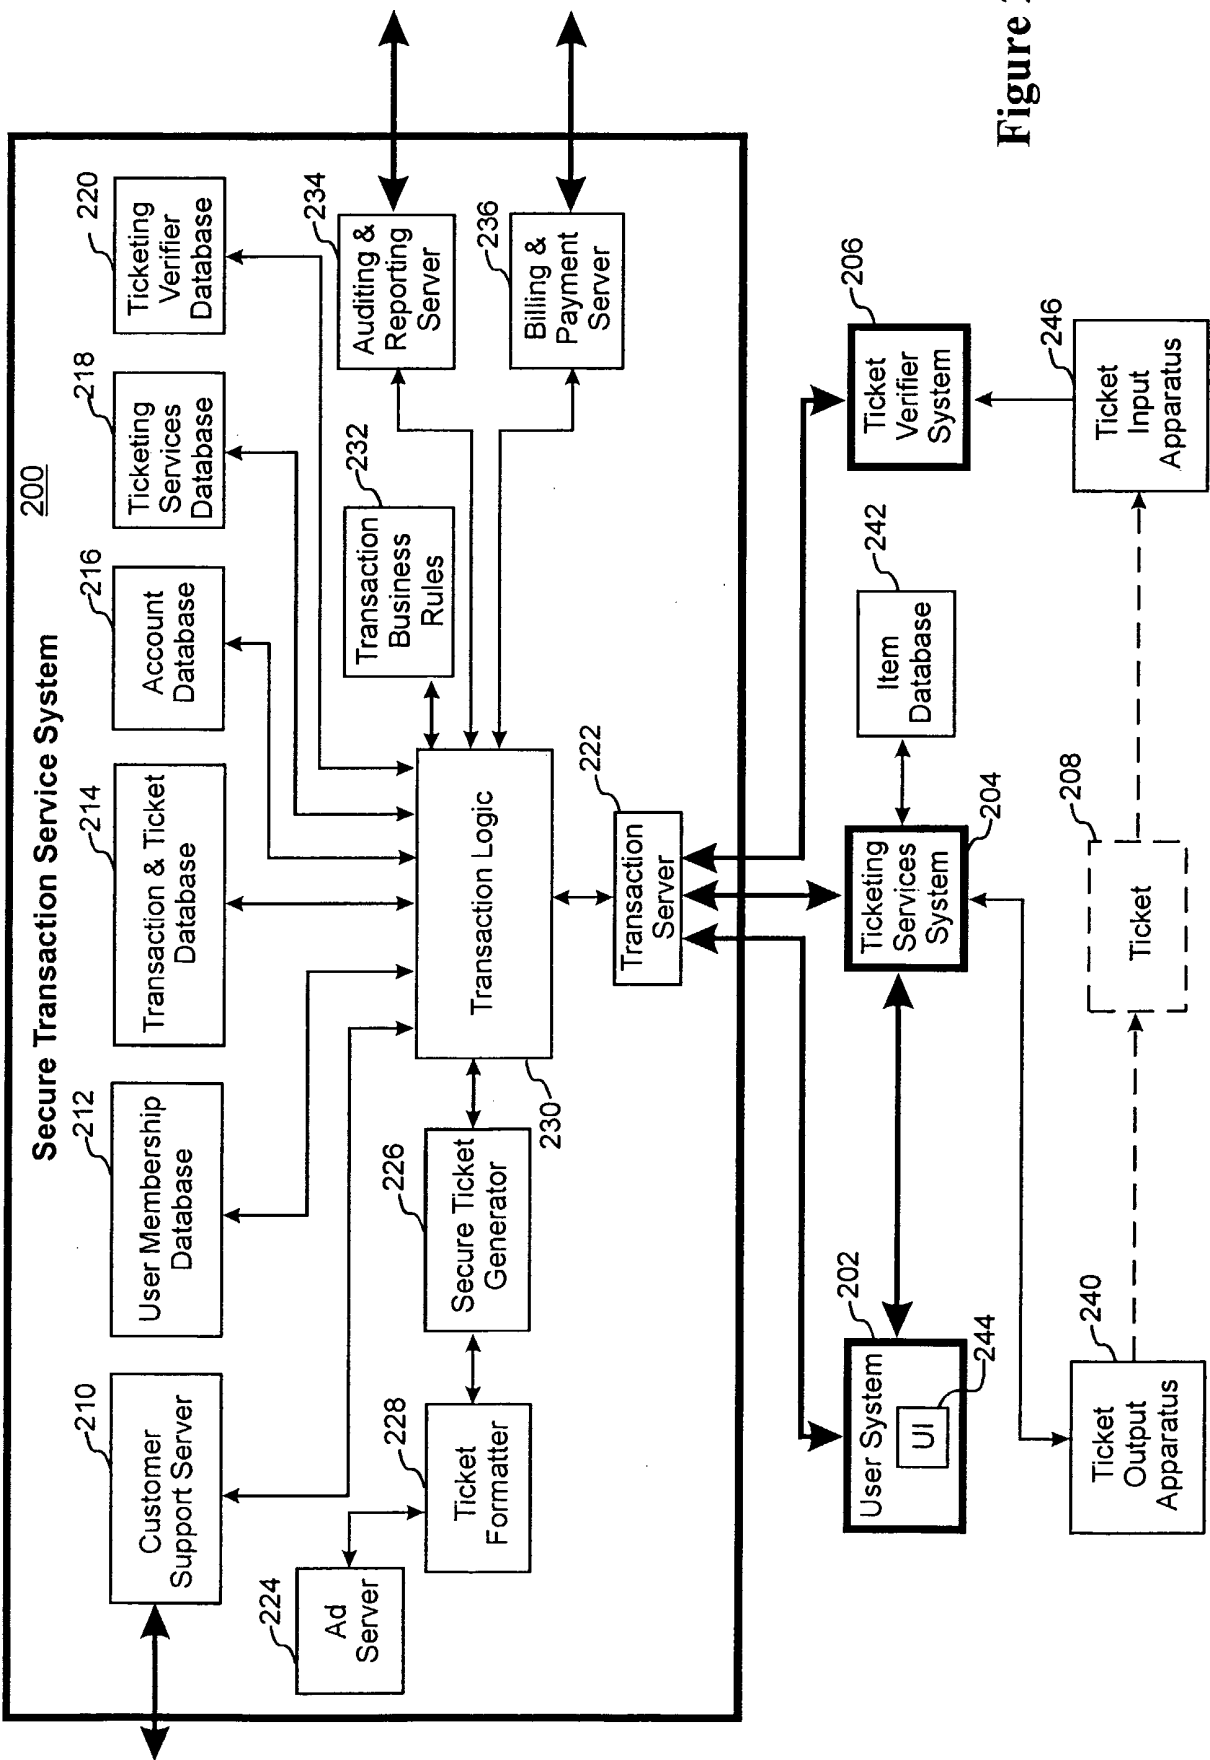 Secure Transaction Service System
200
210
Customer
Support Server
212
User Membership
Database
214
Transaction & Ticket
Database
216
Account
Database
218
Ticketing
Services
Database
220
Ticketing
Verifier
Database
224
Ad
Server
228
Ticket
Formatter
226
Secure Ticket
Generator
230
Transaction Logic
232
Transaction
Business
Rules
234
Auditing &
Reporting
Server
236
Billing &
Payment
Server
222
Transaction
Server
202
User System
UI
244
204
Ticketing
Services
System
242
Item
Database
206
Ticket
Verifier
System
240
Ticket
Output
Apparatus
208
Ticket
246
Ticket
Input
Apparatus
Figure